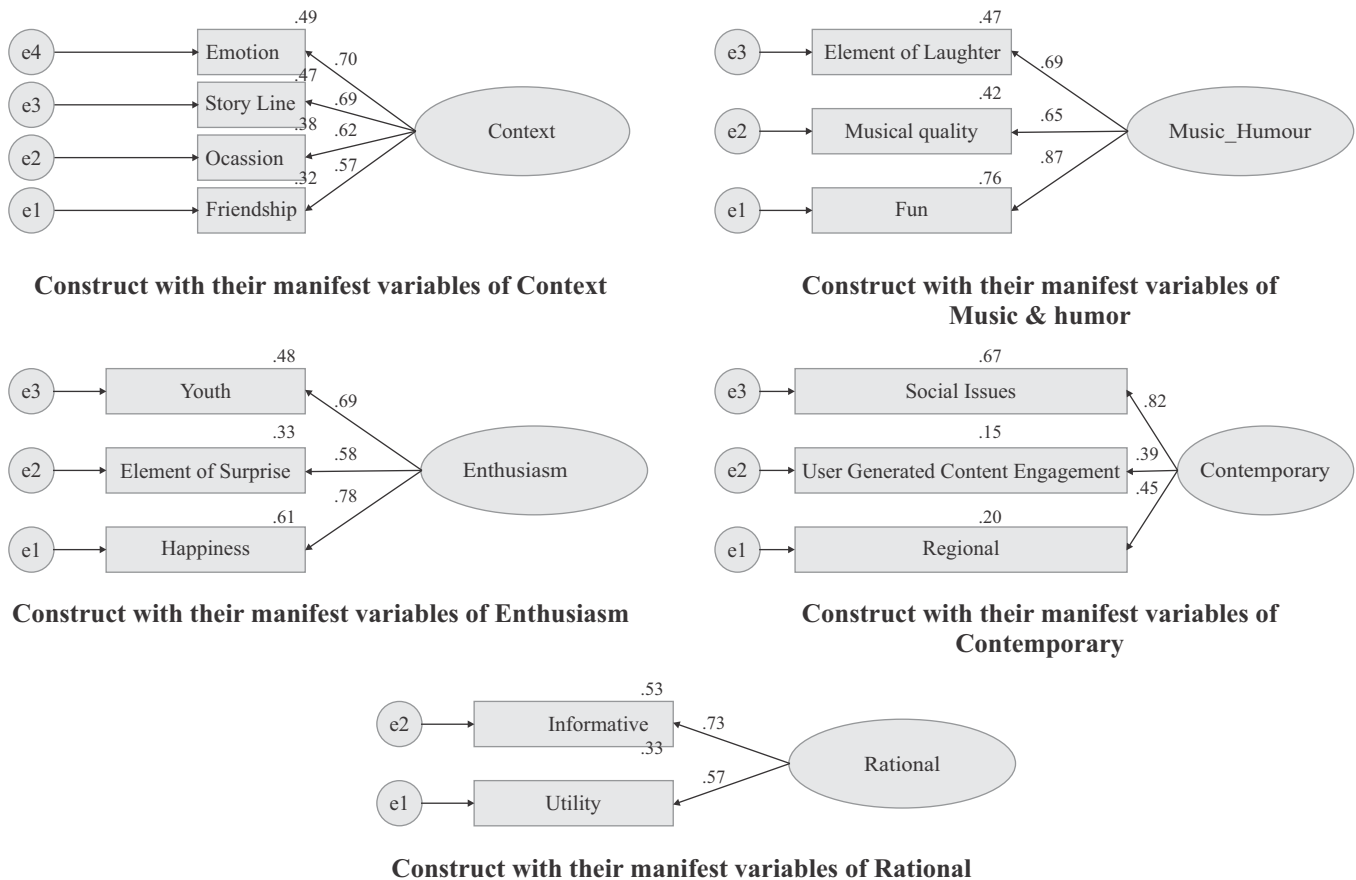 .49
e4 Emotion .70
.47
e3 Story Line .69 Context
.38
e2 Ocassion .62
.32
e1 Friendship .57
Construct with their manifest variables of Context
.47
e3 Element of Laughter .69
.42
e2 Musical quality .65 Music_Humour
.76
e1 Fun .87
Construct with their manifest variables of
Music & humor
.48
e3 Youth .69
.33
e2 Element of Surprise .58 Enthusiasm
.61
e1 Happiness .78
Construct with their manifest variables of Enthusiasm
.67
e3 Social Issues .82
.15
e2 User Generated Content Engagement .39 Contemporary
.20
e1 Regional .45
Construct with their manifest variables of
Contemporary
.53
e2 Informative .73
.33
Rational
e1 Utility .57
Construct with their manifest variables of Rational